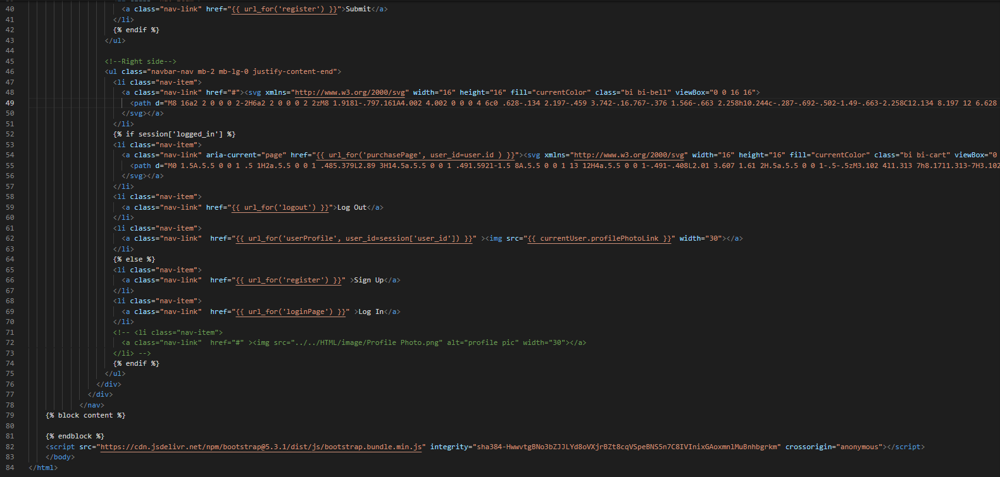 40 <a class="nav-link" href="{{ url_for('register') }}">Submit</a>
41 </li>
42 {% endif %}
43 </ul>
44
45 <!--Right side-->
46 <ul class="navbar-nav mb-2 mb-lg-0 justify-content-end">
47 <li class="nav-item">
48 <a class="nav-link" href="#"><svg xmlns="http://www.w3.org/2000/svg" width="16" height="16" fill="currentColor" class="bi bi-bell" viewBox="0 0 16 16">
49 <path d="M8 16a2 2 0 0 0 2-2H6a2 2 0 0 0 2 2zM8 1.918l-.797.161A4.002 4.002 0 0 0 4 6c0 .628-.134 2.197-.459 3.742-.16.767-.376 1.566-.663 2.258h10.244c-.287-.692-.502-1.49-.663-2.258C12.134 8.197 12 6.628
50 </svg></a>
51 </li>
52 {% if session['logged_in'] %}
53 <li class="nav-item">
54 <a class="nav-link" aria-current="page" href="{{ url_for('purchasePage', user_id=user.id ) }}"><svg xmlns="http://www.w3.org/2000/svg" width="16" height="16" fill="currentColor" class="bi bi-cart" viewBox="0
55 <path d="M0 1.5A.5.5 0 0 1 .5 1H2a.5.5 0 0 1 .485.379L2.89 3H14.5a.5.5 0 0 1 .491.592l-1.5 8A.5.5 0 0 1 13 12H4a.5.5 0 0 1-.491-.408L2.01 3.607 1.61 2H.5a.5.5 0 0 1-.5-.5zM3.102 4l1.313 7h8.17l1.313-7H3.102
56 </svg></a>
57 </li>
58 <li class="nav-item">
59 <a class="nav-link" href="{{ url_for('logout') }}">Log Out</a>
60 </li>
61 <li class="nav-item">
62 <a class="nav-link"  href="{{ url_for('userProfile', user_id=session['user_id']) }}" ><img src="{{ currentUser.profilePhotoLink }}" width="30"></a>
63 </li>
64 {% else %}
65 <li class="nav-item">
66 <a class="nav-link"  href="{{ url_for('register') }}" >Sign Up</a>
67 </li>
68 <li class="nav-item">
69 <a class="nav-link"  href="{{ url_for('loginPage') }}" >Log In</a>
70 </li>
71 <!-- <li class="nav-item">
72 <a class="nav-link"  href="#" ><img src="../../HTML/image/Profile Photo.png" alt="profile pic" width="30"></a>
73 </li> -->
74 {% endif %}
75 </ul>
76 </div>
77 </div>
78 </nav>
79 {% block content %}
80
81 {% endblock %}
82 <script src="https://cdn.jsdelivr.net/npm/bootstrap@5.3.1/dist/js/bootstrap.bundle.min.js" integrity="sha384-HwwvtgBNo3bZJJLYd8oVXjrBZt8cqVSpeBNS5n7C8IVInixGAoxmnlMuBnhbgrkm" crossorigin="anonymous"></script>
83 </body>
84 </html>